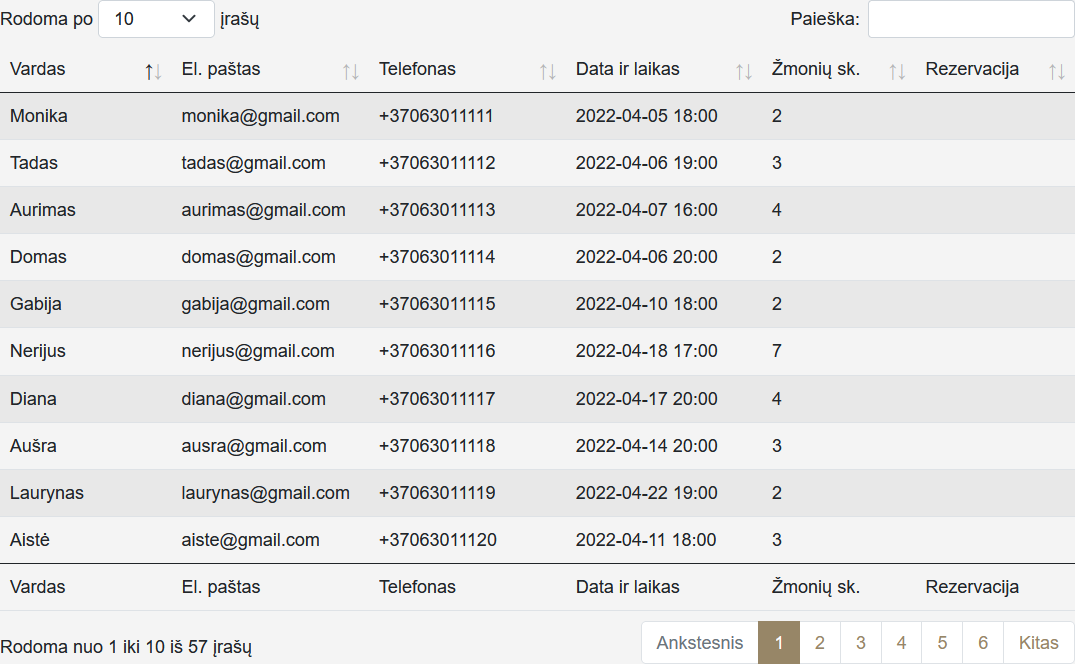 Rodoma po 10 įrašų Paieška:
Vardas El. paštas Telefonas Data ir laikas Žmonių sk. Rezervacija
Monika monika@gmail.com +37063011111 2022-04-05 18:00 2
Tadas tadas@gmail.com +37063011112 2022-04-06 19:00 3
Aurimas aurimas@gmail.com +37063011113 2022-04-07 16:00 4
Domas domas@gmail.com +37063011114 2022-04-06 20:00 2
Gabija gabija@gmail.com +37063011115 2022-04-10 18:00 2
Nerijus nerijus@gmail.com +37063011116 2022-04-18 17:00 7
Diana diana@gmail.com +37063011117 2022-04-17 20:00 4
Aušra ausra@gmail.com +37063011118 2022-04-14 20:00 3
Laurynas laurynas@gmail.com +37063011119 2022-04-22 19:00 2
Aistė aiste@gmail.com +37063011120 2022-04-11 18:00 3
Vardas El. paštas Telefonas Data ir laikas Žmonių sk. Rezervacija
Rodoma nuo 1 iki 10 iš 57 įrašų Ankstesnis 1 2 3 4 5 6 Kitas